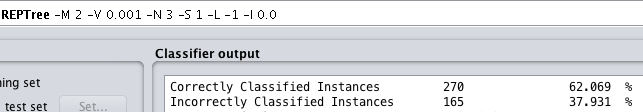 REPTree -M 2 -V 0.001 -N 3 -S 1 -L -1 -I 0.0
Classifier output
ning set
test set Set...
Correctly Classified Instances 270 62.069 %
Incorrectly Classified Instances 165 37.931 %